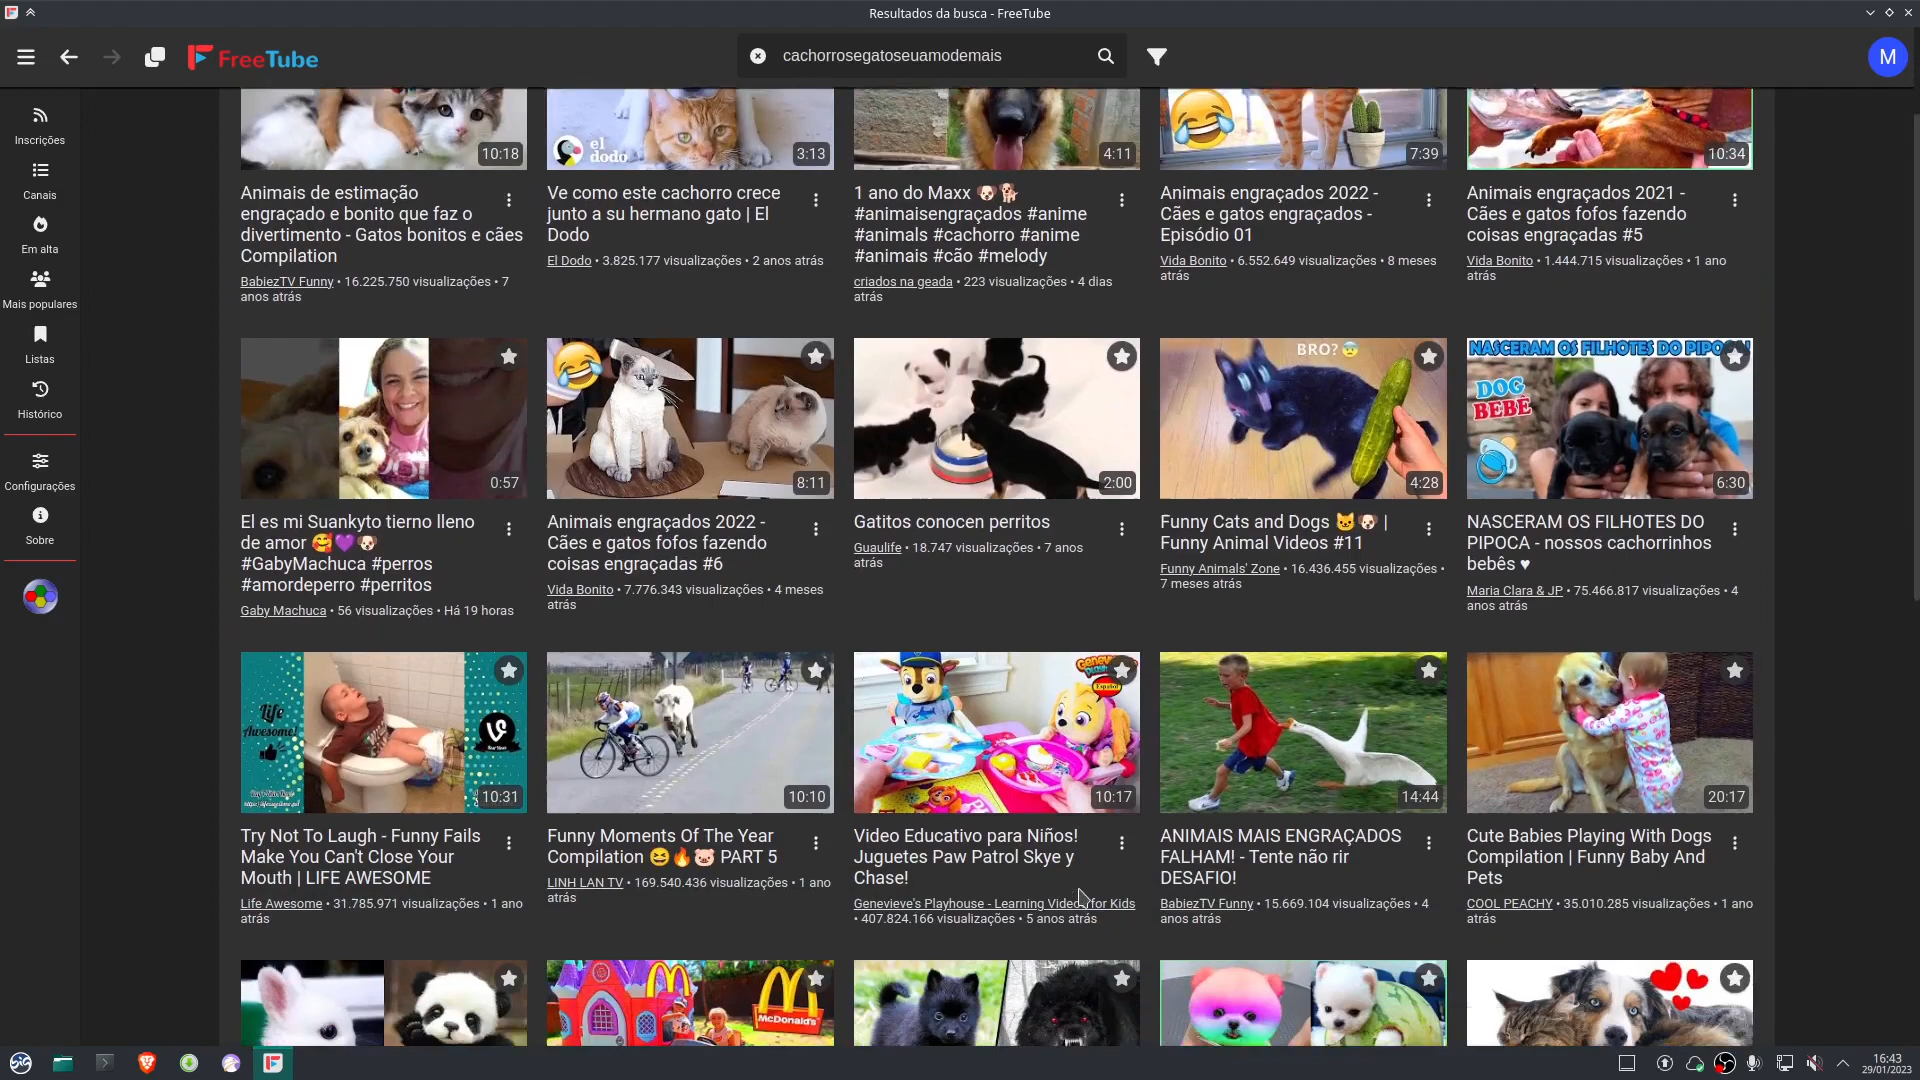 Resultados da busca - FreeTube
FreeTube
cachorrosegatoseuamodemais
M
Inscrições
Canais
Em alta
Mais populares
Listas
Histórico
Configurações
Sobre
10:18
el
dodo
3:13
4:11
7:39
10:34
Animais de estimação
engraçado e bonito que faz o
divertimento - Gatos bonitos e cães
Compilation
BabiezTV Funny • 16.225.750 visualizações • 7
anos atrás
Ve como este cachorro crece
junto a su hermano gato | El
Dodo
El Dodo • 3.825.177 visualizações • 2 anos atrás
1 ano do Maxx 🐶🐕
#animaisengraçados #anime
#animals #cachorro #anime
#animais #cão #melody
criados na geada • 223 visualizações • 4 dias
atrás
Animais engraçados 2022 -
Cães e gatos engraçados -
Episódio 01
Vida Bonito • 6.552.649 visualizações • 8 meses
atrás
Animais engraçados 2021 -
Cães e gatos fofos fazendo
coisas engraçadas #5
Vida Bonito • 1.444.715 visualizações • 1 ano
atrás
0:57
8:11
2:00
BRO? 😨
4:28
NASCERAM OS FILHOTES DO
DOG
BEBÊ
6:30
El es mi Suankyto tierno lleno
de amor 🥰💜🐶
#GabyMachuca #perros
#amordeperro #perritos
Gaby Machuca • 56 visualizações • Há 19 horas
Animais engraçados 2022 -
Cães e gatos fofos fazendo
coisas engraçadas #6
Vida Bonito • 7.776.343 visualizações • 4 meses
atrás
Gatitos conocen perritos
Guaulife • 18.747 visualizações • 7 anos
atrás
Funny Cats and Dogs 🐱🐶 |
Funny Animal Videos #11
Funny Animals' Zone • 16.436.455 visualizações •
7 meses atrás
NASCERAM OS FILHOTES DO
PIPOCA - nossos cachorrinhos
bebês ♥
Maria Clara & JP • 75.466.817 visualizações • 4
anos atrás
Life
Awesome!
10:31
10:10
Español
10:17
14:44
20:17
Try Not To Laugh - Funny Fails
Make You Can't Close Your
Mouth | LIFE AWESOME
Life Awesome • 31.785.971 visualizações • 1 ano
atrás
Funny Moments Of The Year
Compilation 😆🔥🐷 PART 5
LINH LAN TV • 169.540.436 visualizações • 1 ano
atrás
Video Educativo para Niños!
Juguetes Paw Patrol Skye y
Chase!
Genevieve's Playhouse - Learning Videos for Kids
• 407.824.166 visualizações • 5 anos atrás
ANIMAIS MAIS ENGRAÇADOS
FALHAM! - Tente não rir
DESAFIO!
BabiezTV Funny • 15.669.104 visualizações • 4
anos atrás
Cute Babies Playing With Dogs
Compilation | Funny Baby And
Pets
COOL PEACHY • 35.010.285 visualizações • 1 ano
atrás
McDonald's
16:43
29/01/2023